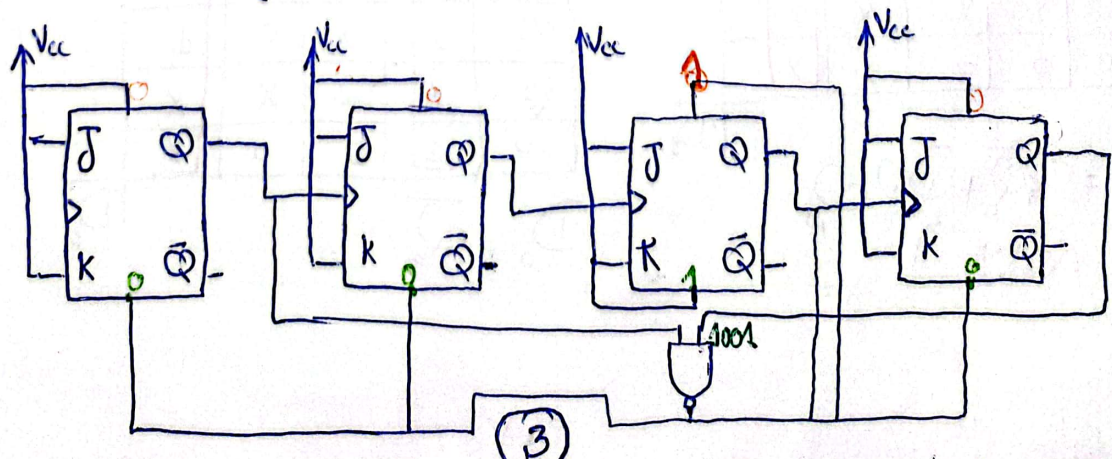 Vcc Vcc Vcc Vcc
0 0 1 0
J Q J Q J Q J Q
K Q̄ K Q̄ K Q̄ K Q̄
0 0 1 0
1001
3